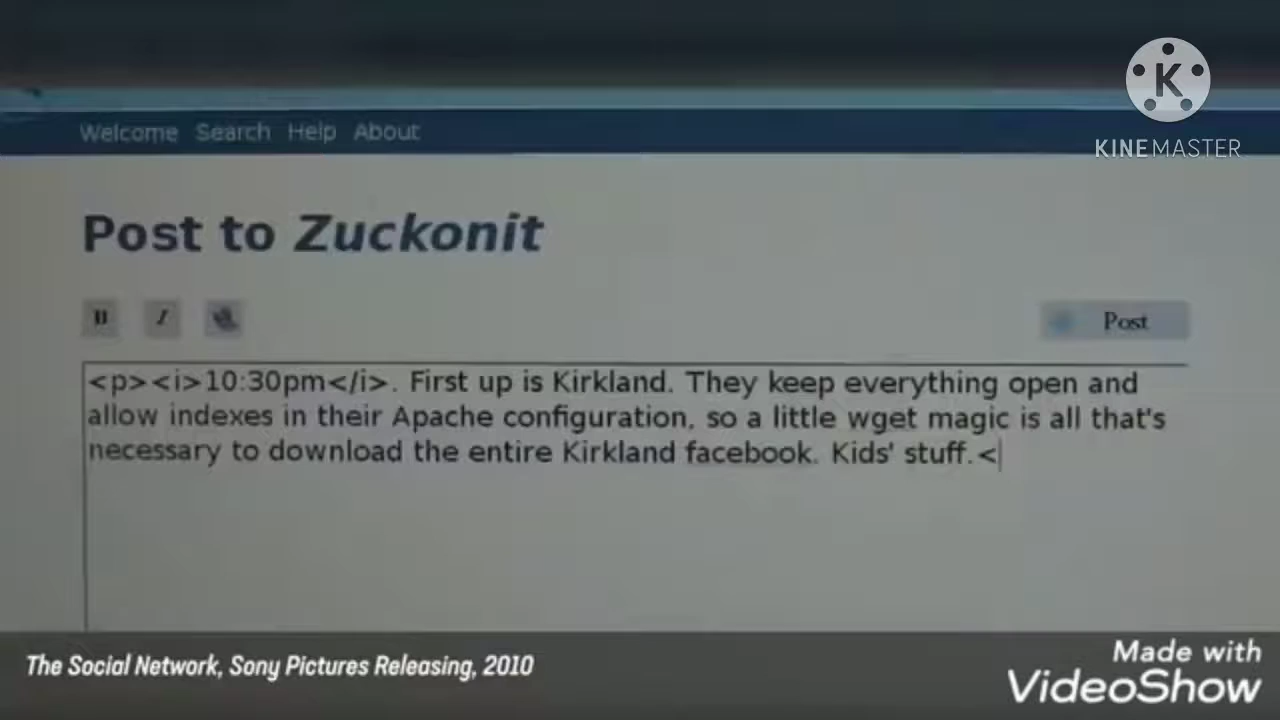 K
KINEMASTER
Welcome Search Help About
Post to Zuckonit
B I
Post
<p><i>10:30pm</i>. First up is Kirkland. They keep everything open and
allow indexes in their Apache configuration, so a little wget magic is all that's
necessary to download the entire Kirkland facebook. Kids' stuff.<
The Social Network, Sony Pictures Releasing, 2010
Made with
VideoShow